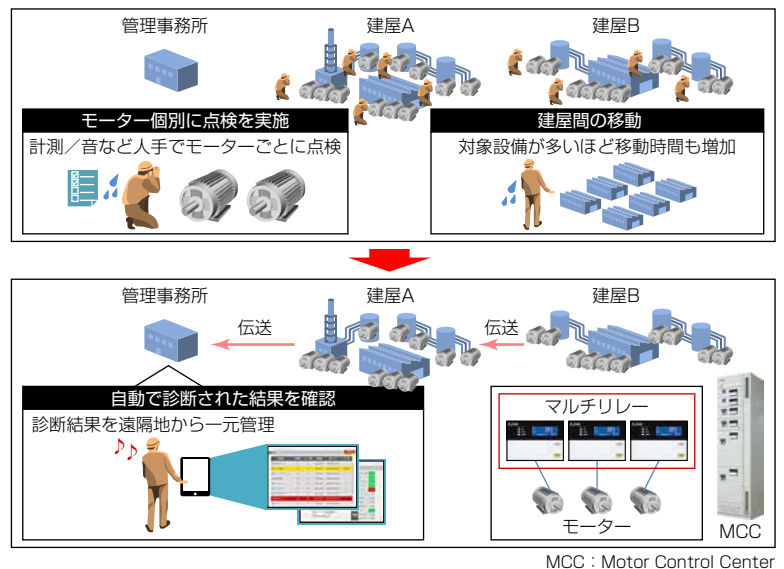 管理事務所
建屋A
建屋B
モーター個別に点検を実施
計測／音など人手でモーターごとに点検
建屋間の移動
対象設備が多いほど移動時間も増加
管理事務所
建屋A
建屋B
伝送
伝送
自動で診断された結果を確認
診断結果を遠隔地から一元管理
マルチリレー
モーター
MCC
MCC：Motor Control Center